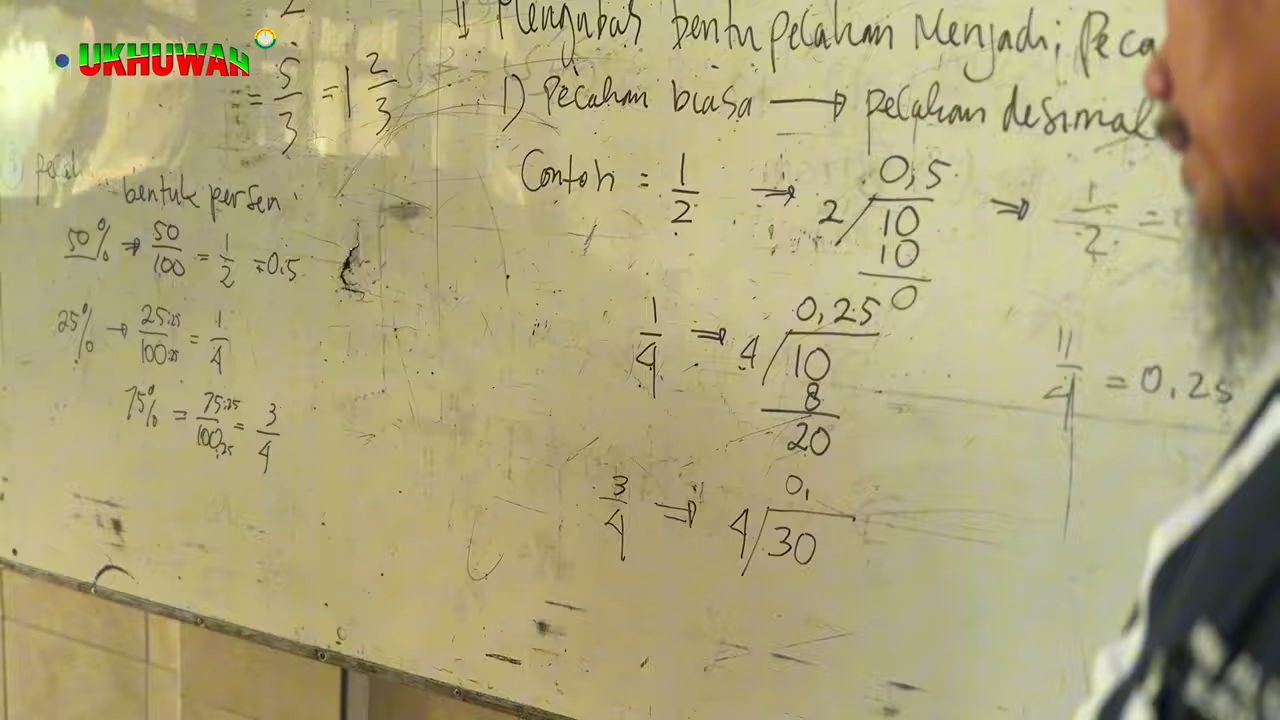 UKHUWAH
= 5/3 = 1 2/3
bentuk persen
50% → 50/100 = 1/2 = 0.5
25% → 25:25/100:25 = 1/4
75% = 75:25/100:25 = 3/4
II Mengubah bentu pecahan Menjadi; peca
1) Pecahan biasa → pecahan desimal
Contoh = 1/2 ⇒ 0,5
2 / 10 ⇒ 1/2 =
10
0
1/4 ⇒ 0,25
4 / 10
8
20
= 0,25
3/4 ⇒ 0,
4 / 30